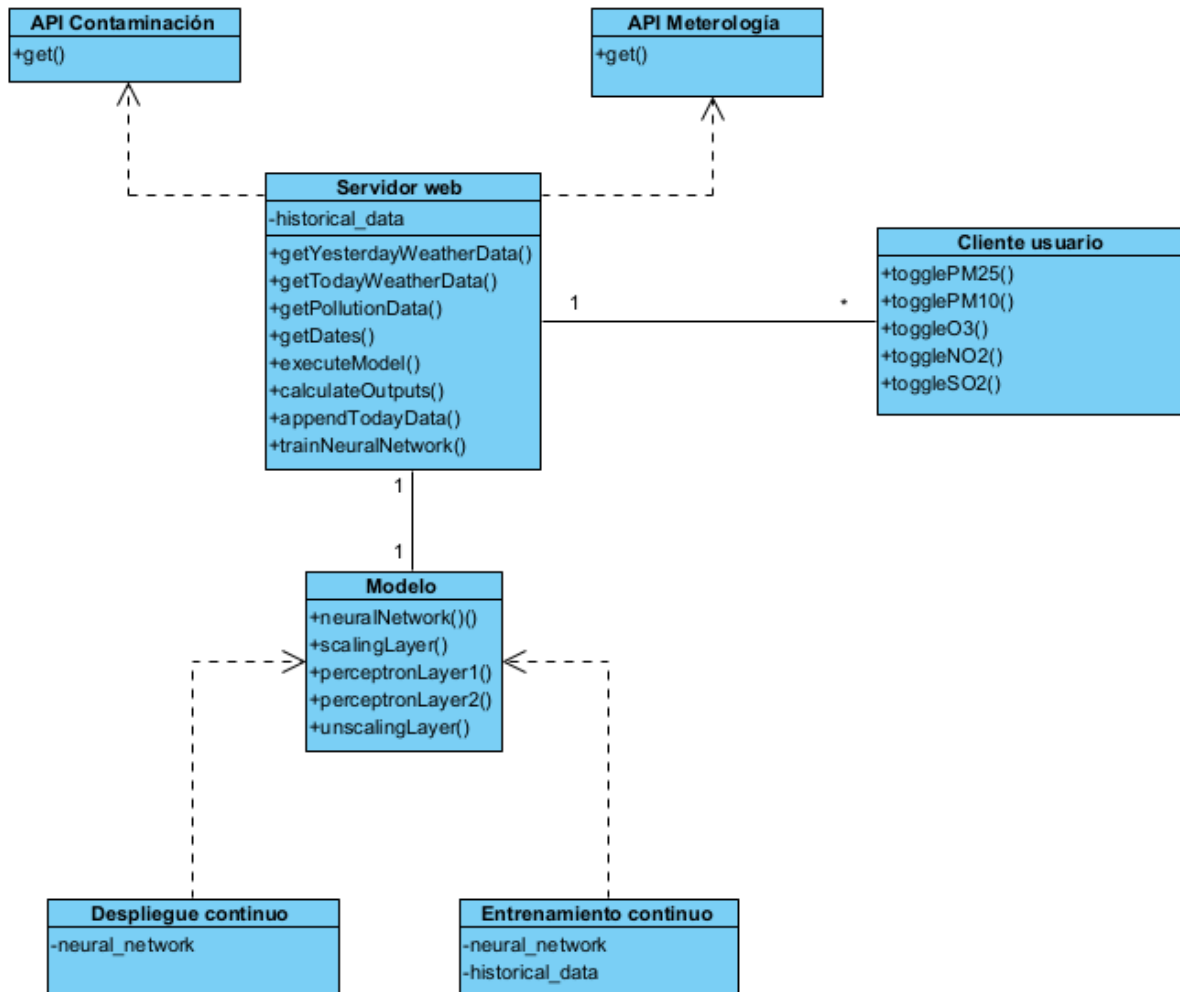 API Contaminación
+get()
API Meterología
+get()
Servidor web
-historical_data
+getYesterdayWeatherData()
+getTodayWeatherData()
+getPollutionData()
+getDates()
+executeModel()
+calculateOutputs()
+appendTodayData()
+trainNeuralNetwork()
1
*
Cliente usuario
+togglePM25()
+togglePM10()
+toggleO3()
+toggleNO2()
+toggleSO2()
1
1
Modelo
+neuralNetwork()()
+scalingLayer()
+perceptronLayer1()
+perceptronLayer2()
+unscalingLayer()
Despliegue continuo
-neural_network
Entrenamiento continuo
-neural_network
-historical_data